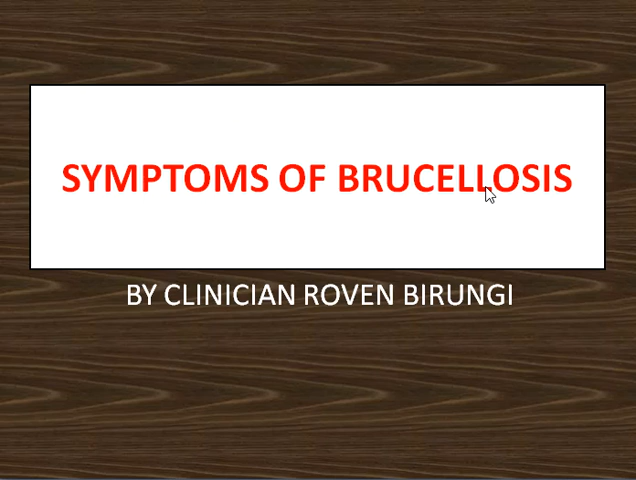 SYMPTOMS OF BRUCELLOSIS
BY CLINICIAN ROVEN BIRUNGI